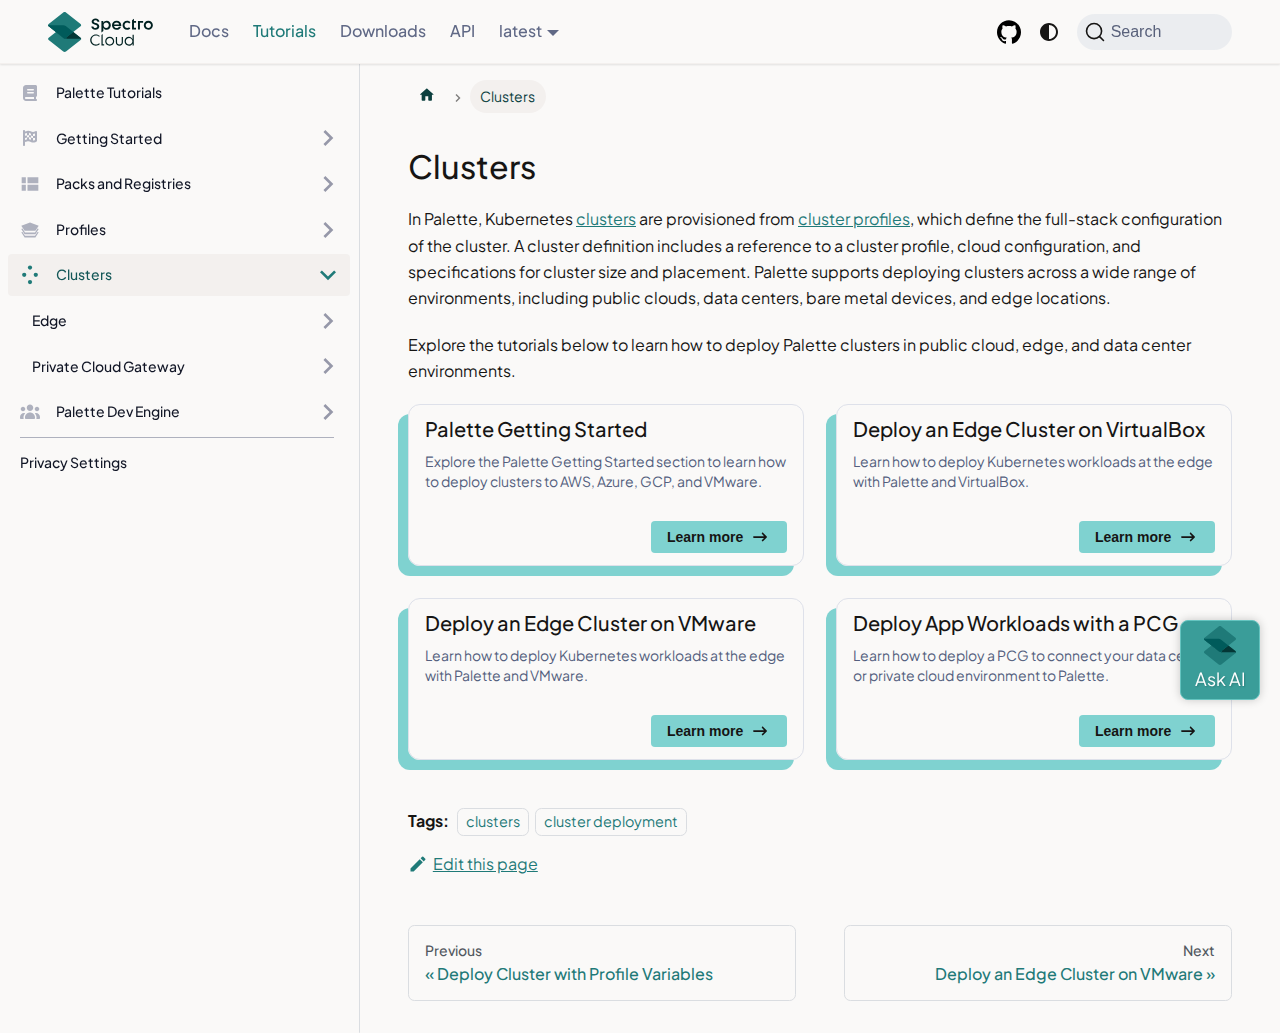 Spectro
Cloud
Docs
Tutorials
Downloads
API
latest
Search
Palette Tutorials
Getting Started
Packs and Registries
Profiles
Clusters
Edge
Private Cloud Gateway
Palette Dev Engine
Privacy Settings
Clusters
Clusters
In Palette, Kubernetes clusters are provisioned from cluster profiles, which define the full-stack configuration
of the cluster. A cluster definition includes a reference to a cluster profile, cloud configuration, and
specifications for cluster size and placement. Palette supports deploying clusters across a wide range of
environments, including public clouds, data centers, bare metal devices, and edge locations.
Explore the tutorials below to learn how to deploy Palette clusters in public cloud, edge, and data center
environments.
Palette Getting Started
Explore the Palette Getting Started section to learn how
to deploy clusters to AWS, Azure, GCP, and VMware.
Learn more
Deploy an Edge Cluster on VirtualBox
Learn how to deploy Kubernetes workloads at the edge
with Palette and VirtualBox.
Learn more
Deploy an Edge Cluster on VMware
Learn how to deploy Kubernetes workloads at the edge
with Palette and VMware.
Learn more
Deploy App Workloads with a PCG
Learn how to deploy a PCG to connect your data
or private cloud environment to Palette.
Learn more
Ask AI
Tags: clusters cluster deployment
Edit this page
Previous
« Deploy Cluster with Profile Variables
Next
Deploy an Edge Cluster on VMware »